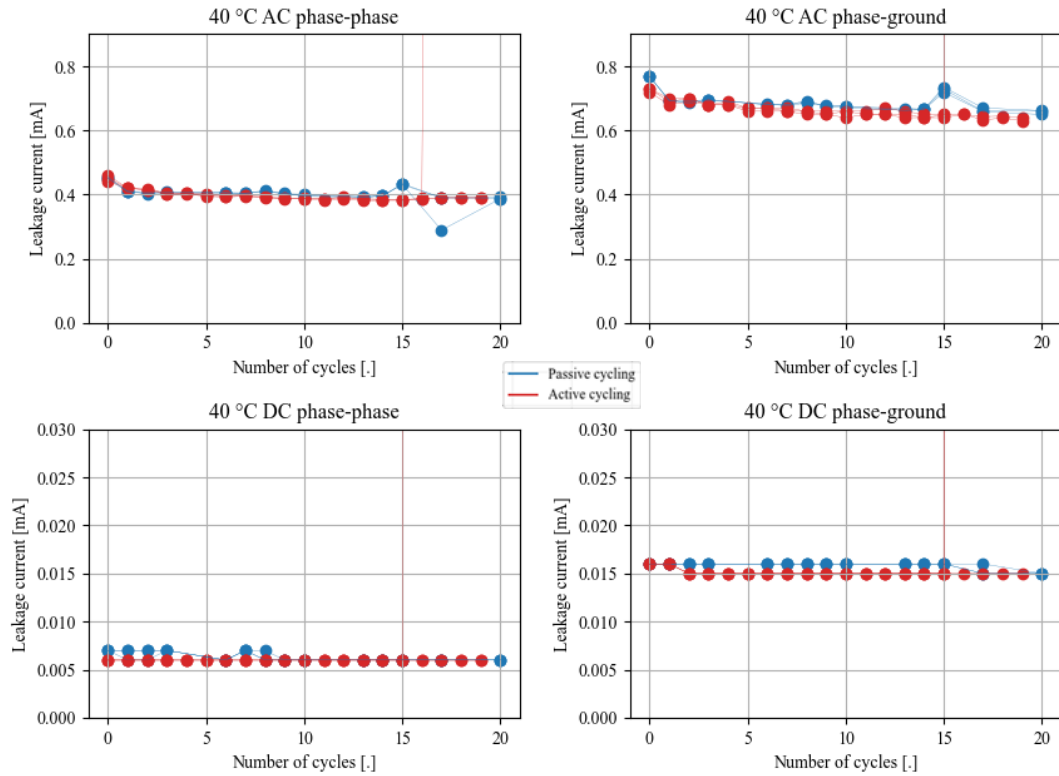 40 °C AC phase-phase
Leakage current [mA]
0.8
0.6
0.4
0.2
0.0
0 5 10 15 20
Number of cycles [.]
40 °C AC phase-ground
Leakage current [mA]
0.8
0.6
0.4
0.2
0.0
0 5 10 15 20
Number of cycles [.]
Passive cycling
Active cycling
40 °C DC phase-phase
Leakage current [mA]
0.030
0.025
0.020
0.015
0.010
0.005
0.000
0 5 10 15 20
Number of cycles [.]
40 °C DC phase-ground
Leakage current [mA]
0.030
0.025
0.020
0.015
0.010
0.005
0.000
0 5 10 15 20
Number of cycles [.]